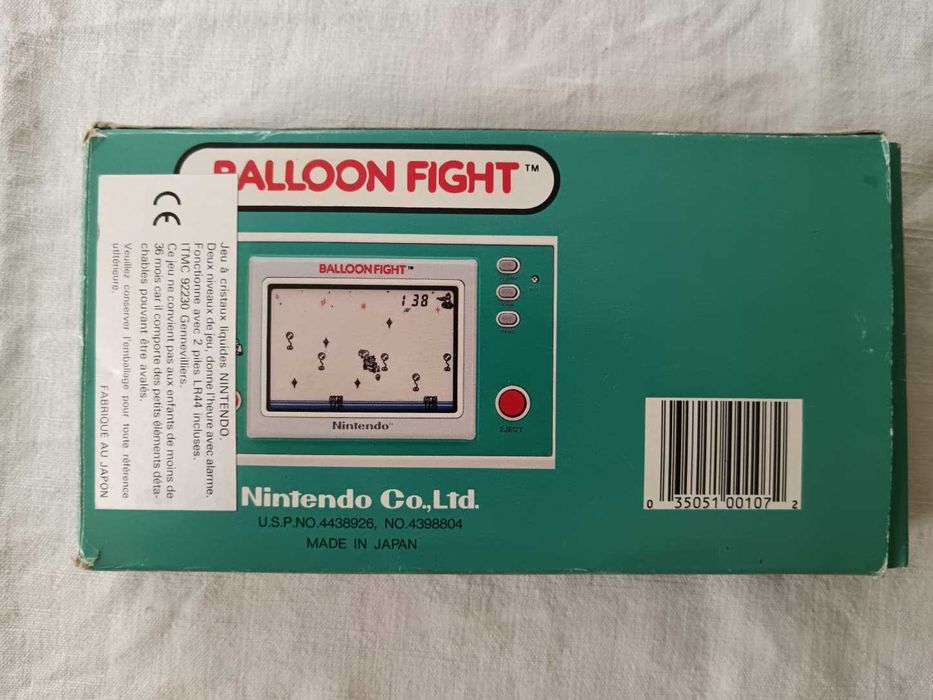 BALLOON FIGHT™
CE
Jeu à cristaux liquides NINTENDO.
Deux niveaux de jeu, donne l'heure avec alarme.
Fonctionne avec 2 piles LR44 incluses.
ITMC 92230 Gennevilliers.
Ce jeu ne convient pas aux enfants de moins de
36 mois car il comporte des petits éléments déta-
chables pouvant être avalés.
Veuillez conserver l'emballage pour toute référence
ultérieure.
FABRIQUE AU JAPON
BALLOON FIGHT™
138
Nintendo
EJECT
Nintendo Co.,Ltd.
U.S.P.NO.4438926, NO.4398804
MADE IN JAPAN
0 35051 00107 2